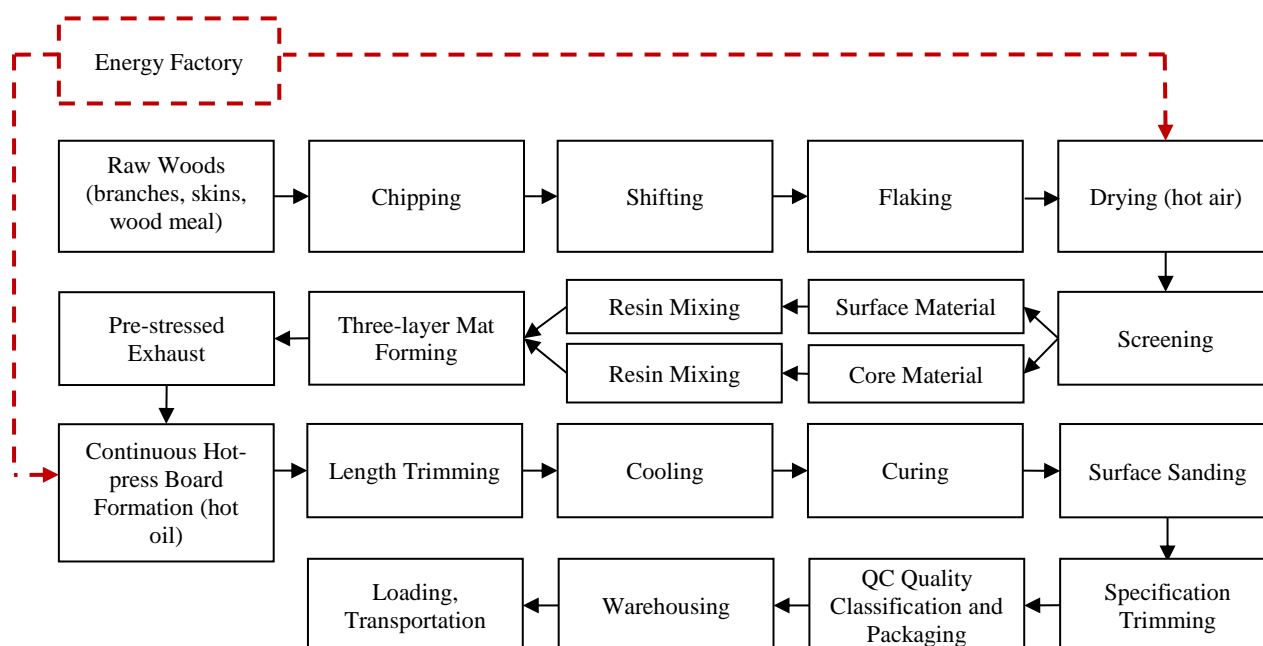 Energy Factory
Raw Woods
(branches, skins,
wood meal)
Chipping
Shifting
Flaking
Drying (hot air)
Pre-stressed
Exhaust
Three-layer Mat
Forming
Resin Mixing
Surface Material
Resin Mixing
Core Material
Screening
Continuous Hot-
press Board
Formation (hot
oil)
Length Trimming
Cooling
Curing
Surface Sanding
Loading,
Transportation
Warehousing
QC Quality
Classification and
Packaging
Specification
Trimming